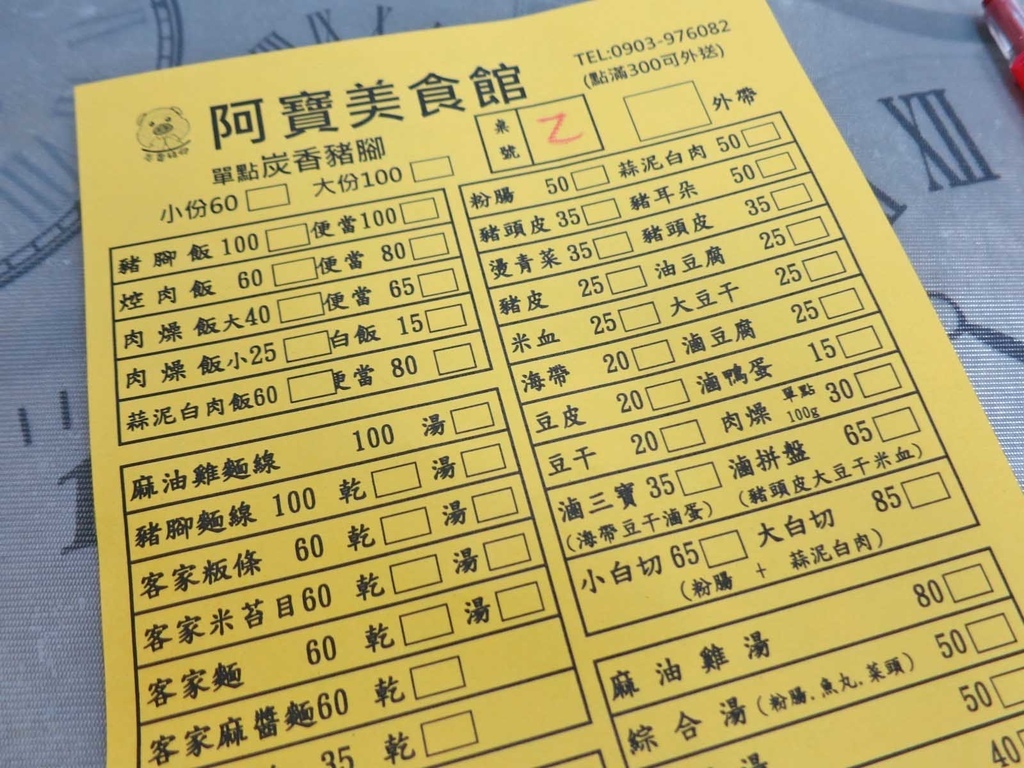 阿寶美食館
TEL:0903-976082
(點滿300可外送)
桌號 乙 外帶
單點炭香豬腳
小份60 大份100
豬腳飯 100 便當100
焢肉飯 60 便當 80
肉燥飯大40 便當 65
肉燥飯小25 白飯 15
蒜泥白肉飯60 便當 80
麻油雞麵線 100 湯
豬腳麵線 100 乾 湯
客家粄條 60 乾 湯
客家米苔目60 乾 湯
客家麵 60 乾 湯
客家麻醬麵60 乾
35 乾
粉腸 50 蒜泥白肉 50
豬頭皮 35 豬耳朵 50
燙青菜 35 豬頭皮 35
豬皮 25 油豆腐 25
米血 25 大豆干 25
海帶 20 滷豆腐 25
豆皮 20 滷鴨蛋 15
豆干 20 肉燥 單點100g 30
滷三寶 35 滷拼盤 65
(海帶豆干滷蛋) (豬頭皮大豆干米血)
小白切 65 大白切 85
(粉腸 + 蒜泥白肉)
麻油雞湯 80
綜合湯(粉腸.魚丸.菜頭) 50
湯 50
40
XII